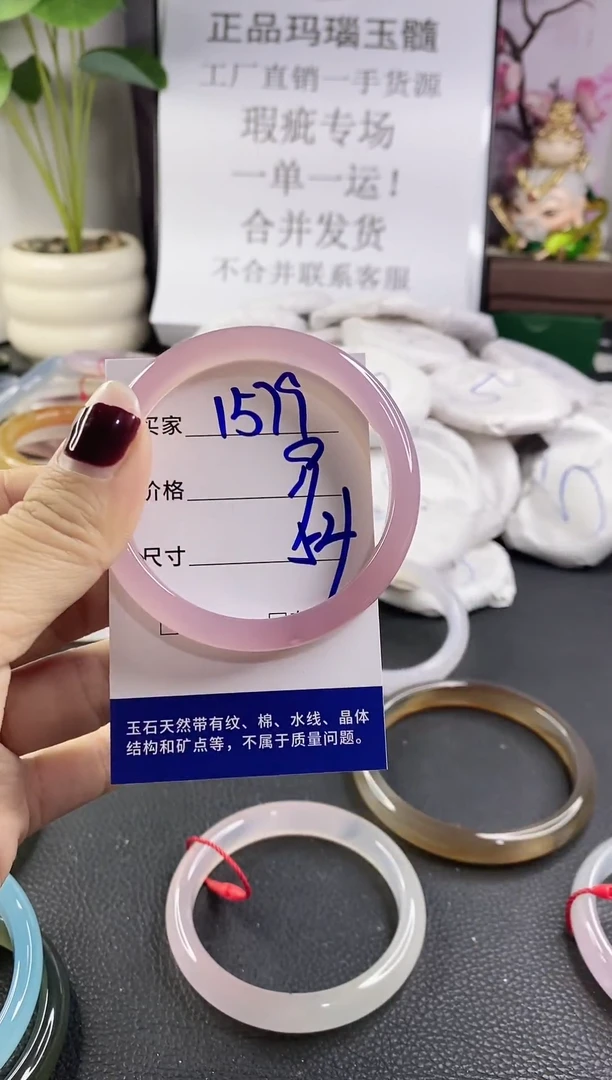 正品玛瑙玉髓
工厂直销一手货源
瑕疵专场
一单一运！
合并发货
不合并联系客服
买家 1579
价格 9
尺寸 54
玉石天然带有纹、棉、水线、晶体
结构和矿点等，不属于质量问题。